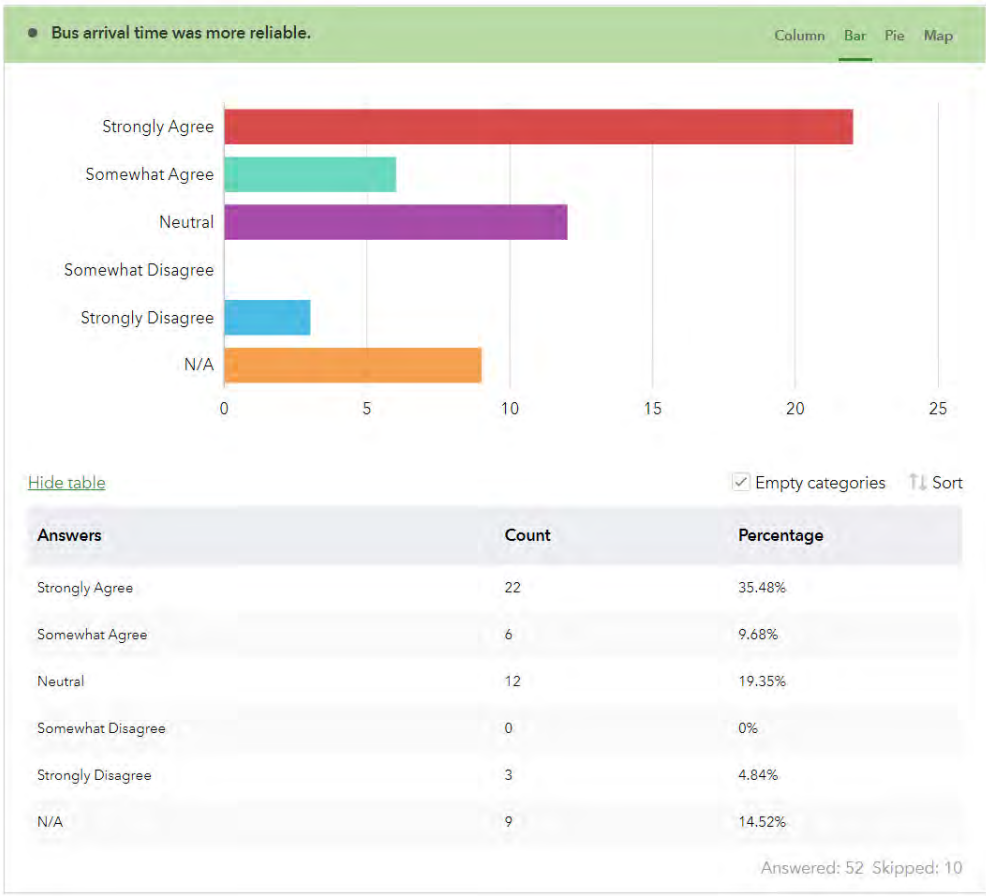 Bus arrival time was more reliable.
Column Bar Pie Map
Strongly Agree
Somewhat Agree
Neutral
Somewhat Disagree
Strongly Disagree
N/A
0 5 10 15 20 25
Hide table
Empty categories Sort
Answers Count Percentage
Strongly Agree 22 35.48%
Somewhat Agree 6 9.68%
Neutral 12 19.35%
Somewhat Disagree 0 0%
Strongly Disagree 3 4.84%
N/A 9 14.52%
Answered: 52 Skipped: 10